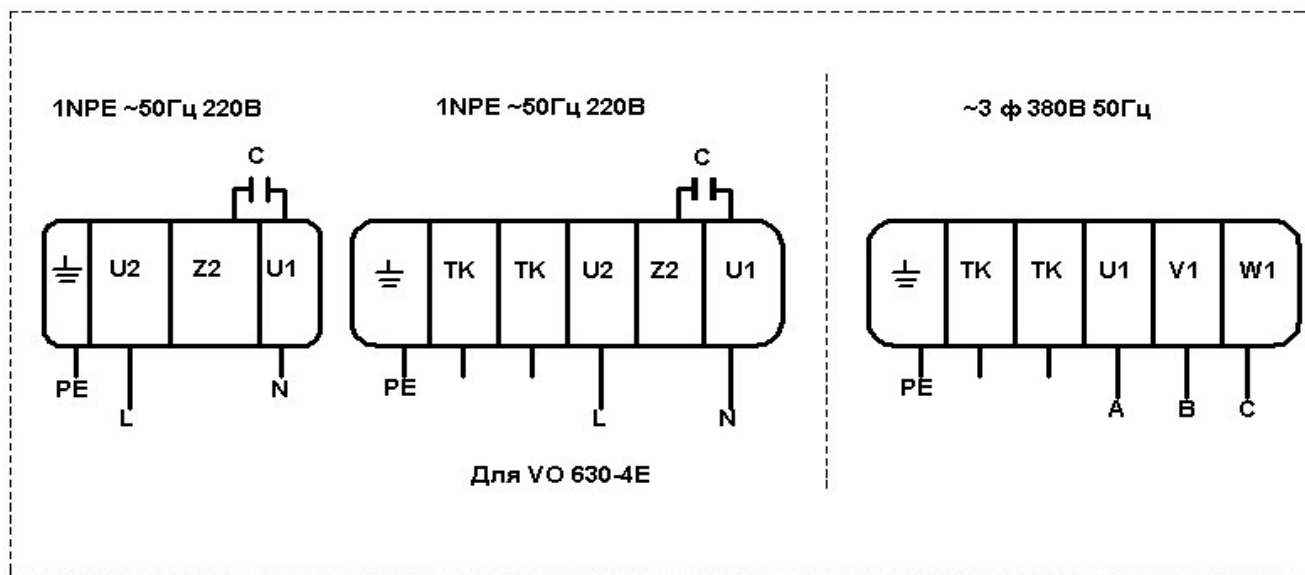 1NPE ~50Гц 220В
1NPE ~50Гц 220В
~3 ф 380В 50Гц
C
C
U2 Z2 U1
TK TK U2 Z2 U1
TK TK U1 V1 W1
PE L N
PE L N
PE A B C
Для VO 630-4E